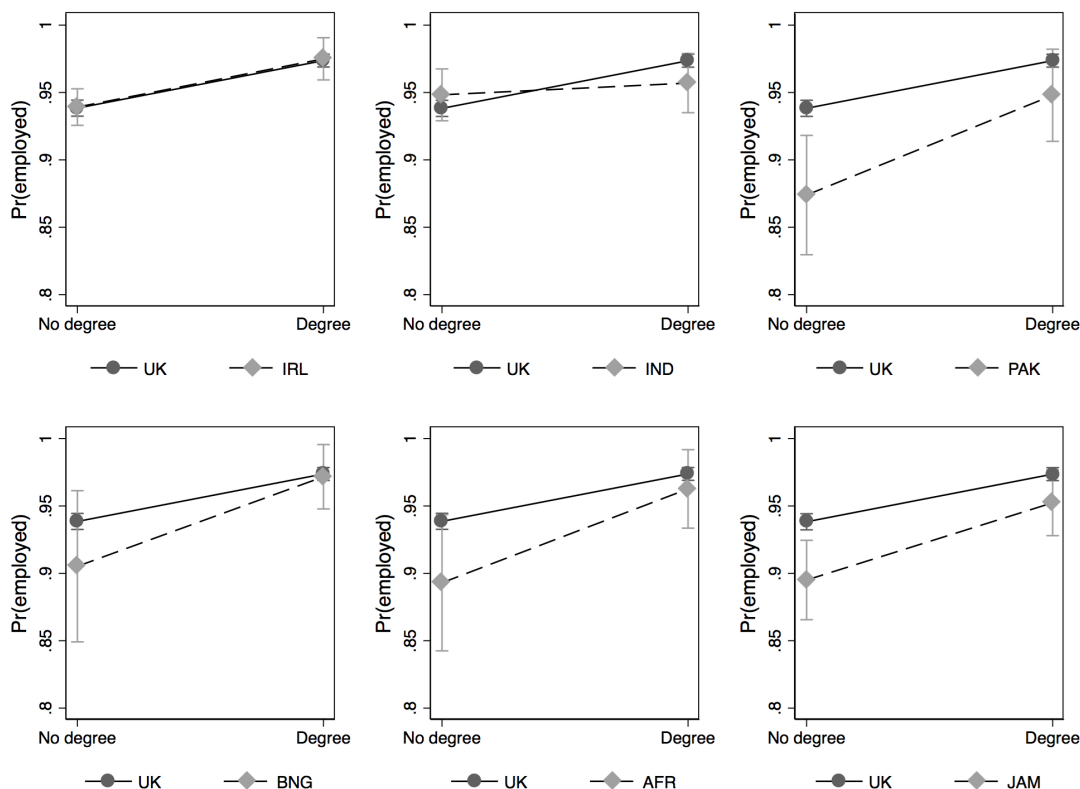 Pr(employed)
1
.95
.9
.85
.8
No degree Degree
UK IRL
Pr(employed)
1
.95
.9
.85
.8
No degree Degree
UK IND
Pr(employed)
1
.95
.9
.85
.8
No degree Degree
UK PAK
Pr(employed)
1
.95
.9
.85
.8
No degree Degree
UK BNG
Pr(employed)
1
.95
.9
.85
.8
No degree Degree
UK AFR
Pr(employed)
1
.95
.9
.85
.8
No degree Degree
UK JAM